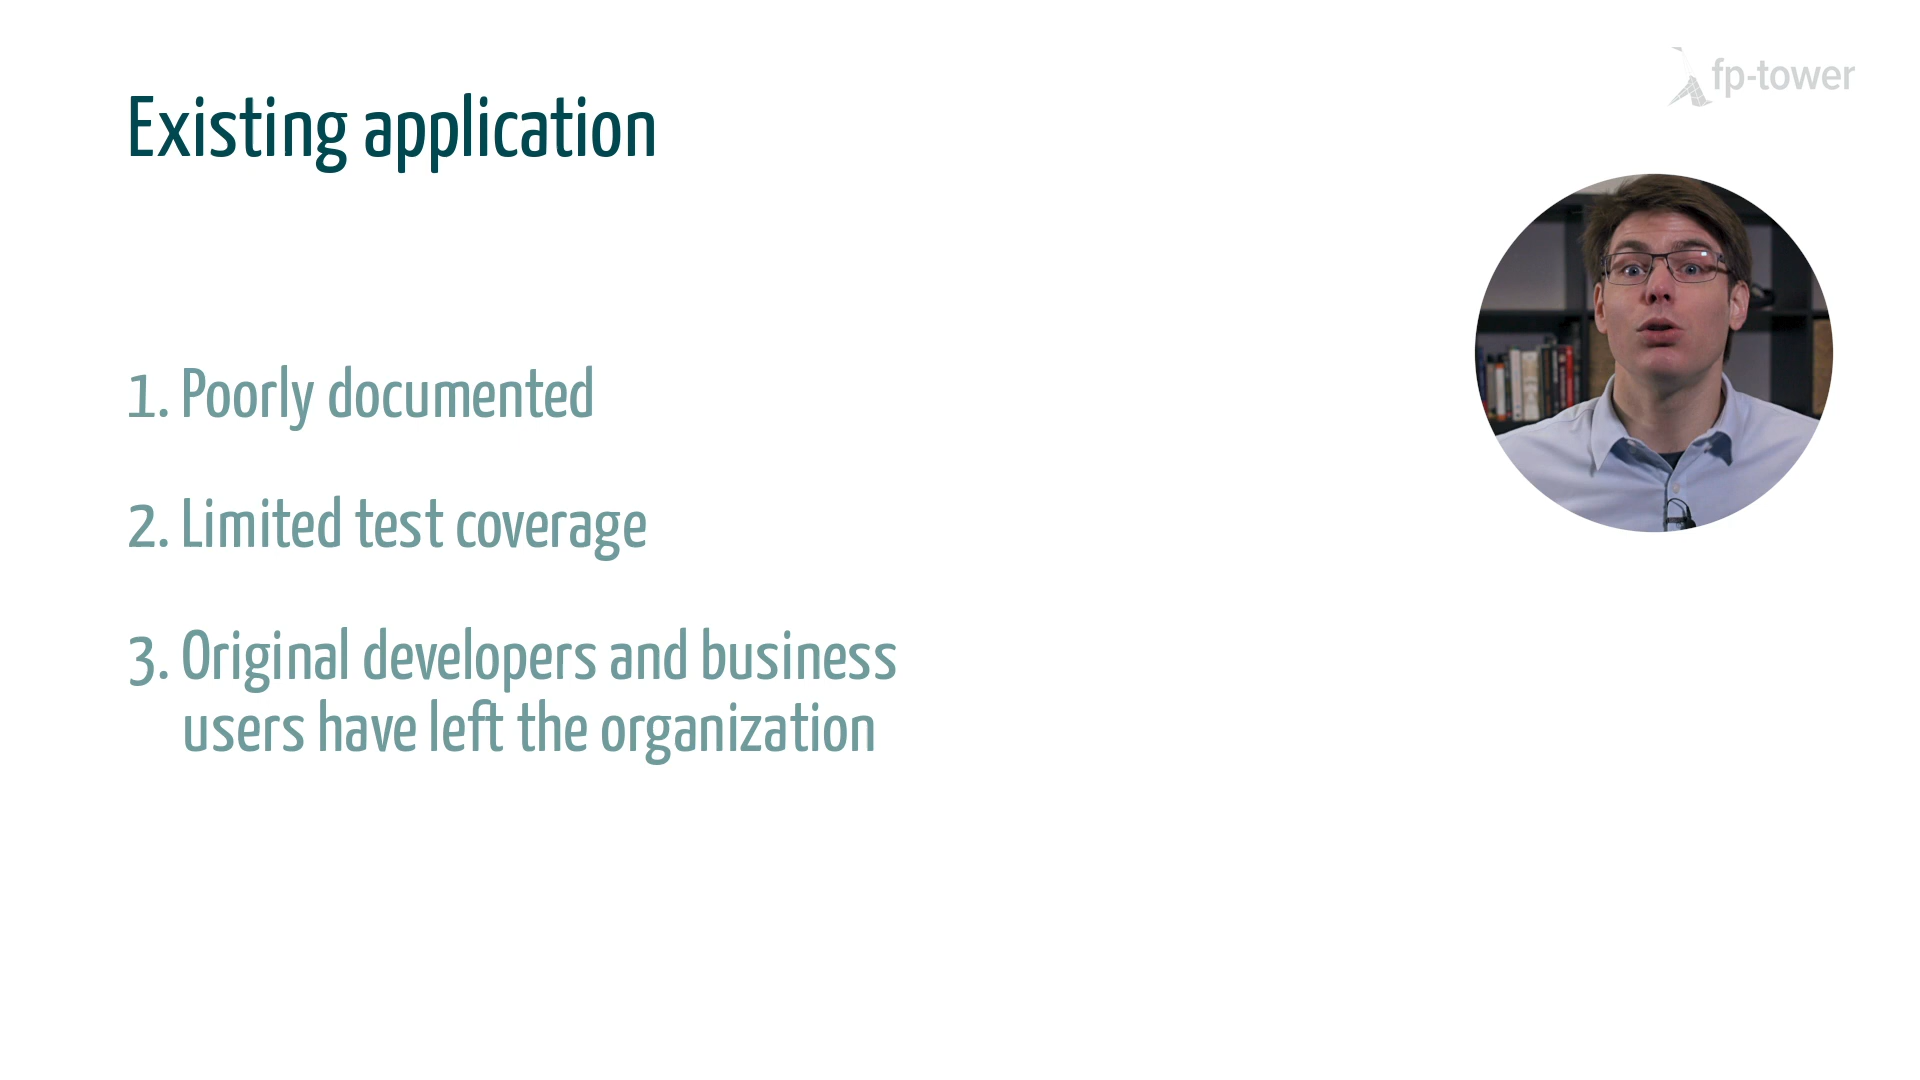 fp-tower
Existing application
1. Poorly documented
2. Limited test coverage
3. Original developers and business
users have left the organization